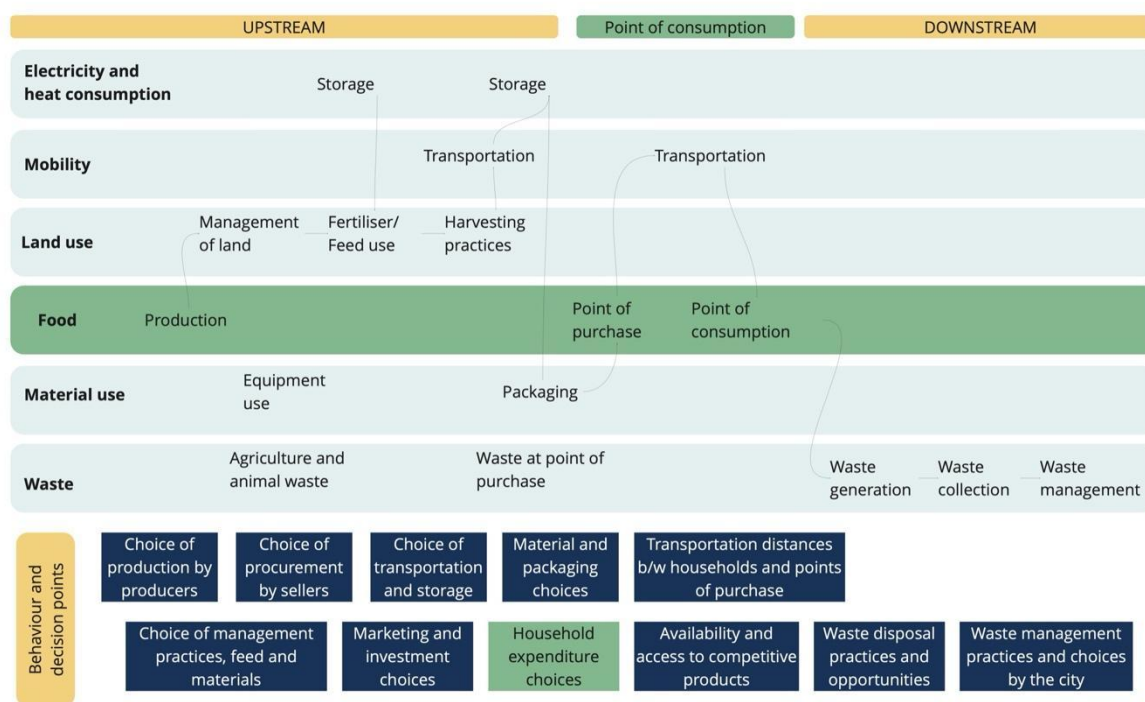 UPSTREAM
Point of consumption
DOWNSTREAM
Electricity and
heat consumption
Storage
Storage
Mobility
Transportation
Transportation
Land use
Management
of land
Fertiliser/
Feed use
Harvesting
practices
Food
Production
Point of
purchase
Point of
consumption
Material use
Equipment
use
Packaging
Waste
Agriculture and
animal waste
Waste at point of
purchase
Waste
generation
Waste
collection
Waste
management
Behaviour and
decision points
Choice of
production by
producers
Choice of
procurement
by sellers
Choice of
transportation
and storage
Material and
packaging
choices
Transportation distances
b/w households and points
of purchase
Choice of management
practices, feed and
materials
Marketing and
investment
choices
Household
expenditure
choices
Availability and
access to competitive
products
Waste disposal
practices and
opportunities
Waste management
practices and choices
by the city